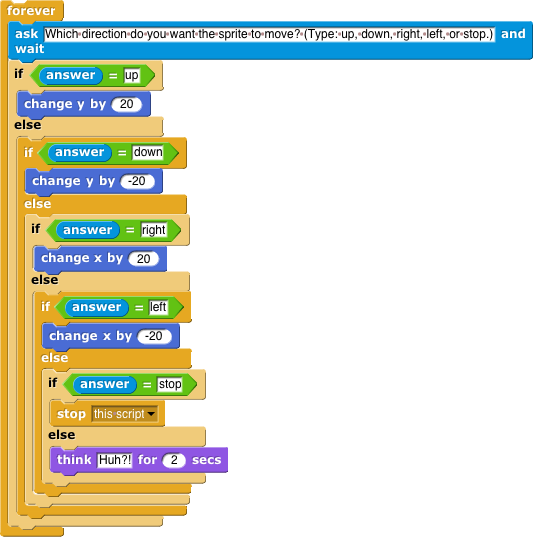 forever
ask Which direction do you want the sprite to move? (Type: up, down, right, left, or stop.) and
wait
if answer = up
change y by 20
else
if answer = down
change y by -20
else
if answer = right
change x by 20
else
if answer = left
change x by -20
else
if answer = stop
stop this script
else
think Huh?! for 2 secs